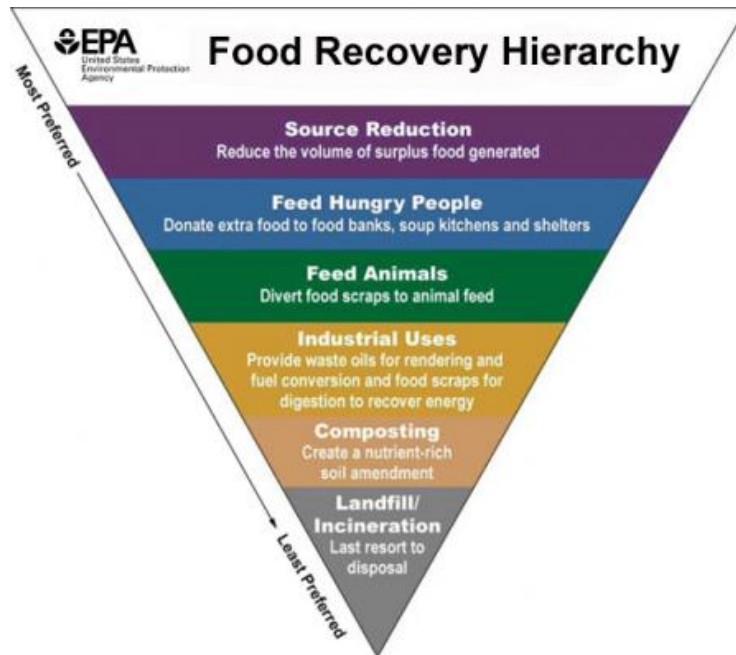 EPA
United States
Environmental Protection
Agency
Food Recovery Hierarchy
Most Preferred
Source Reduction
Reduce the volume of surplus food generated
Feed Hungry People
Donate extra food to food banks, soup kitchens and shelters
Feed Animals
Divert food scraps to animal feed
Industrial Uses
Provide waste oils for rendering and
fuel conversion and food scraps for
digestion to recover energy
Composting
Create a nutrient-rich
soil amendment
Landfill/
Incineration
Last resort to
disposal
Least Preferred